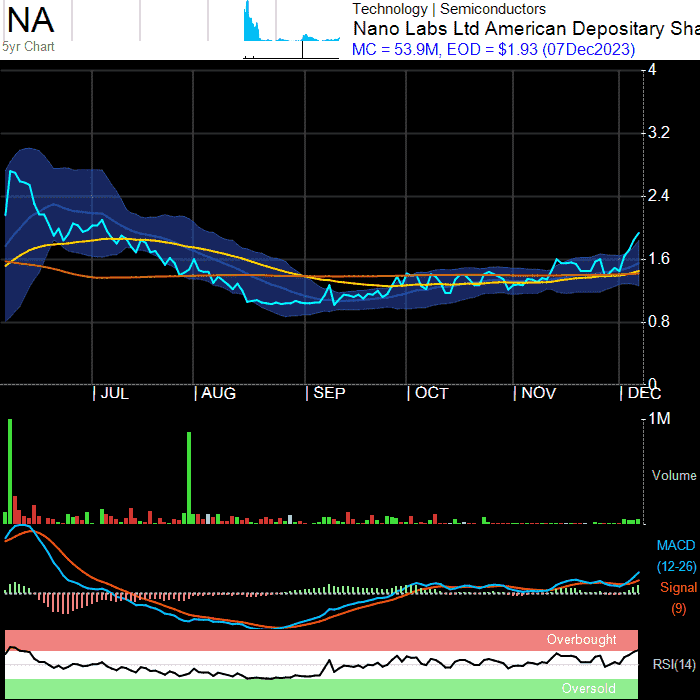 NA
5yr Chart
Technology | Semiconductors
Nano Labs Ltd American Depositary Sha
MC = 53.9M, EOD = $1.93 (07Dec2023)
4
3.2
2.4
1.6
0.8
0
| JUL | AUG | SEP | OCT | NOV | DEC
1M
Volume
MACD
(12-26)
Signal
(9)
Overbought
RSI(14)
Oversold